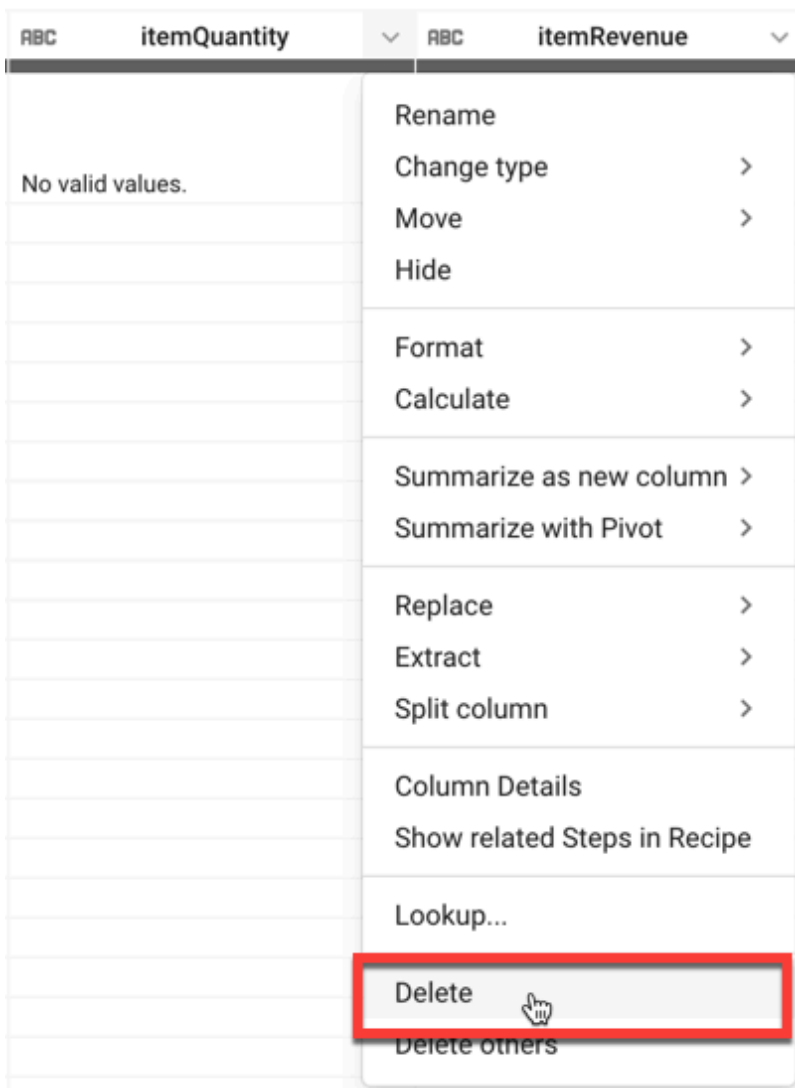 ABC itemQuantity ABC itemRevenue
No valid values.
Rename
Change type
Move
Hide
Format
Calculate
Summarize as new column
Summarize with Pivot
Replace
Extract
Split column
Column Details
Show related Steps in Recipe
Lookup...
Delete
Delete others